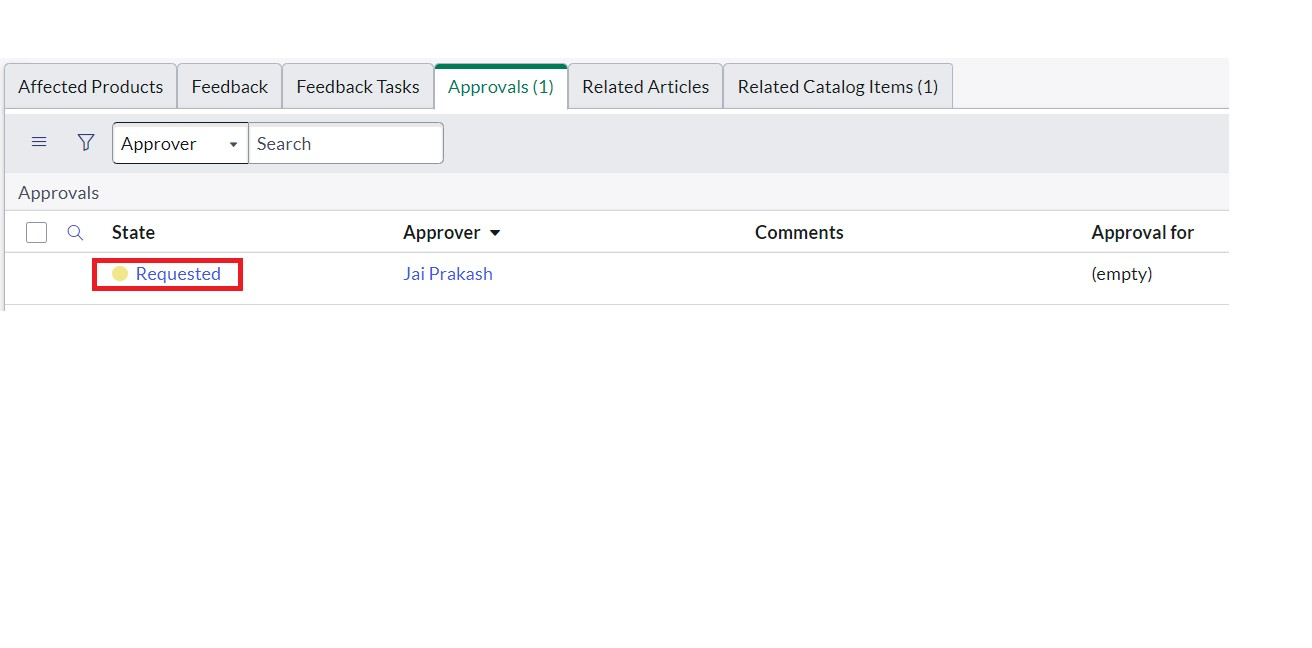 Affected Products Feedback Feedback Tasks Approvals (1) Related Articles Related Catalog Items (1)
Approver Search
Approvals
State Approver Comments Approval for
Requested Jai Prakash (empty)